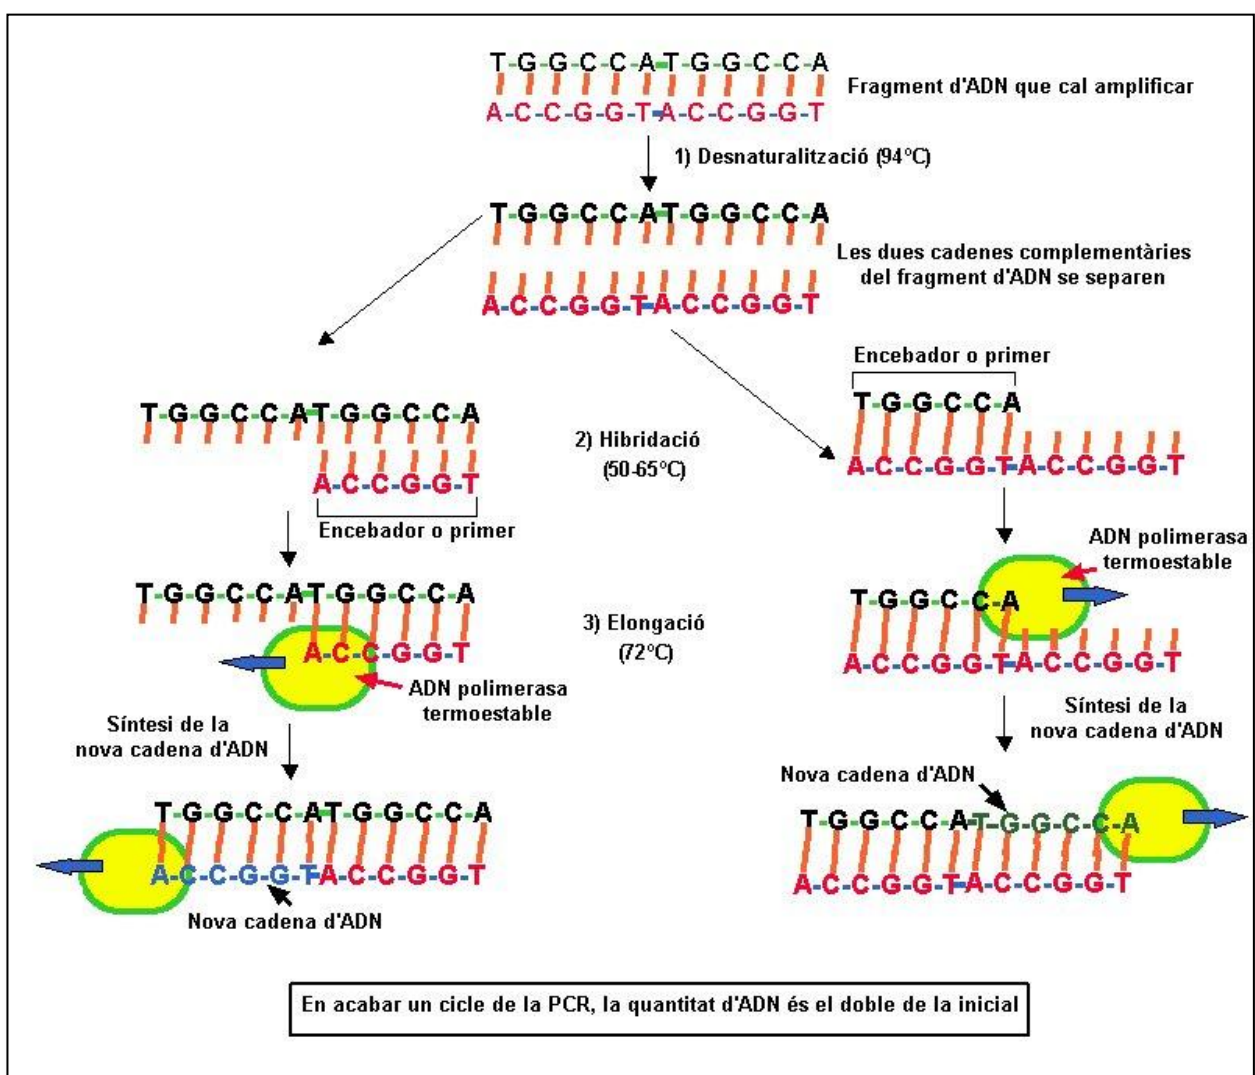 T-G-G-C-C-A-T-G-G-C-C-A
A-C-C-G-G-T-A-C-C-G-G-T
Fragment d'ADN que cal amplificar
1) Desnaturalització (94ºC)
T-G-G-C-C-A-T-G-G-C-C-A
A-C-C-G-G-T-A-C-C-G-G-T
Les dues cadenes complementàries
del fragment d'ADN se separen
T-G-G-C-C-A-T-G-G-C-C-A
A-C-C-G-G-T
Encebador o primer
2) Hibridació
(50-65ºC)
Encebador o primer
T-G-G-C-C-A
A-C-C-G-G-T-A-C-C-G-G-T
T-G-G-C-C-A-T-G-G-C-C-A
A-C-C-G-G-T
ADN polimerasa
termoestable
3) Elongació
(72ºC)
ADN polimerasa
termoestable
T-G-G-C-C-A
A-C-C-G-G-T-A-C-C-G-G-T
Síntesi de la
nova cadena d'ADN
T-G-G-C-C-A-T-G-G-C-C-A
A-C-C-G-G-T-A-C-C-G-G-T
Nova cadena d'ADN
Síntesi de la
nova cadena d'ADN
Nova cadena d'ADN
T-G-G-C-C-A-T-G-G-C-C-A
A-C-C-G-G-T-A-C-C-G-G-T
En acabar un cicle de la PCR, la quantitat d'ADN és el doble de la inicial